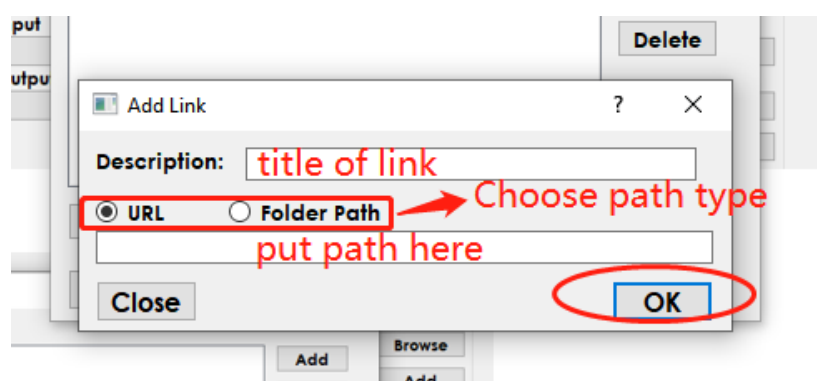 put
Delete
utpu
Add Link ? X
Description: title of link
URL Folder Path Choose path type
put path here
Close OK
Browse
Add
Add